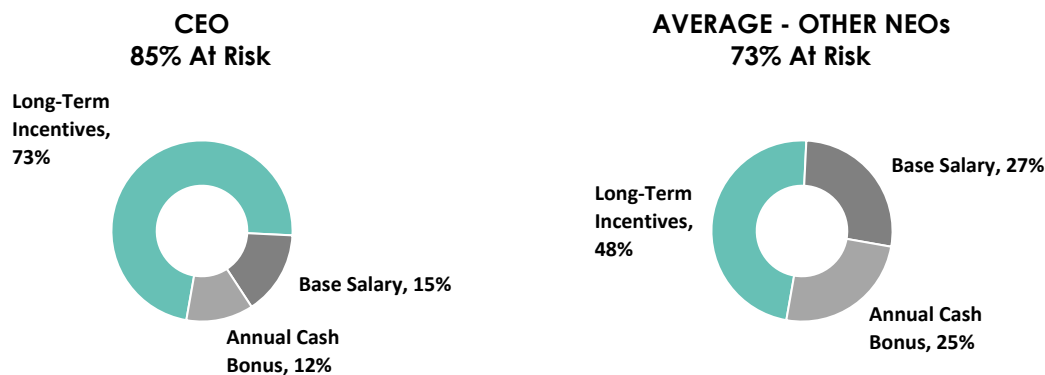 CEO
85% At Risk
Long-Term
Incentives,
73%
Base Salary, 15%
Annual Cash
Bonus, 12%
AVERAGE - OTHER NEOs
73% At Risk
Base Salary, 27%
Long-Term
Incentives,
48%
Annual Cash
Bonus, 25%